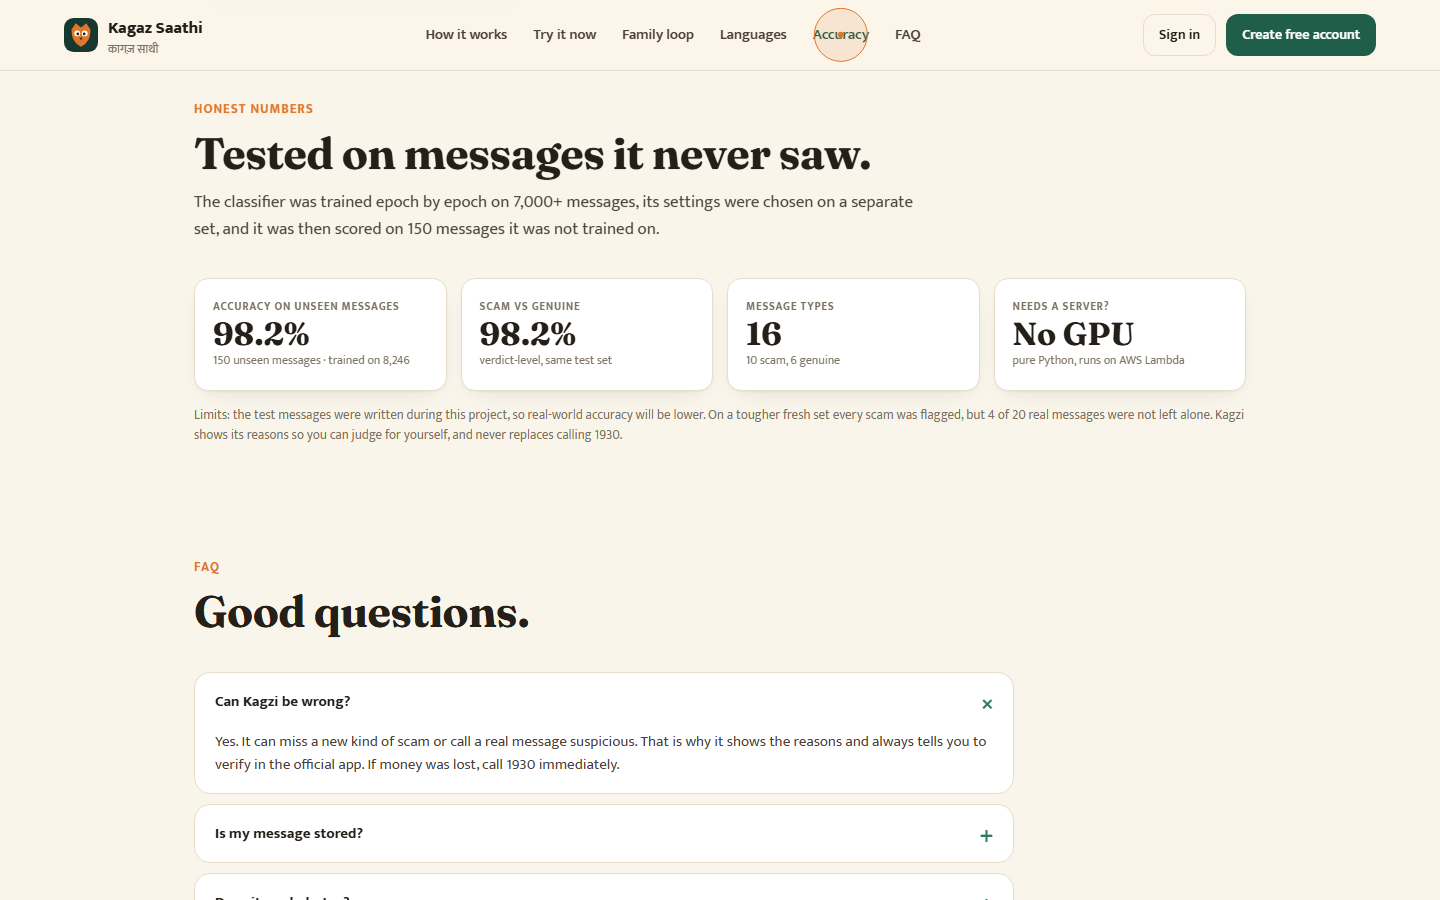 Kagaz Saathi
कागज़ साथी
How it works
Try it now
Family loop
Languages
Accuracy
FAQ
Sign in
Create free account
HONEST NUMBERS
Tested on messages it never saw.
The classifier was trained epoch by epoch on 7,000+ messages, its settings were chosen on a separate
set, and it was then scored on 150 messages it was not trained on.
ACCURACY ON UNSEEN MESSAGES
98.2%
150 unseen messages · trained on 8,246
SCAM VS GENUINE
98.2%
verdict-level, same test set
MESSAGE TYPES
16
10 scam, 6 genuine
NEEDS A SERVER?
No GPU
pure Python, runs on AWS Lambda
Limits: the test messages were written during this project, so real-world accuracy will be lower. On a tougher fresh set every scam was flagged, but 4 of 20 real messages were not left alone. Kagzi
shows its reasons so you can judge for yourself, and never replaces calling 1930.
FAQ
Good questions.
Can Kagzi be wrong?
Yes. It can miss a new kind of scam or call a real message suspicious. That is why it shows the reasons and always tells you to
verify in the official app. If money was lost, call 1930 immediately.
Is my message stored?